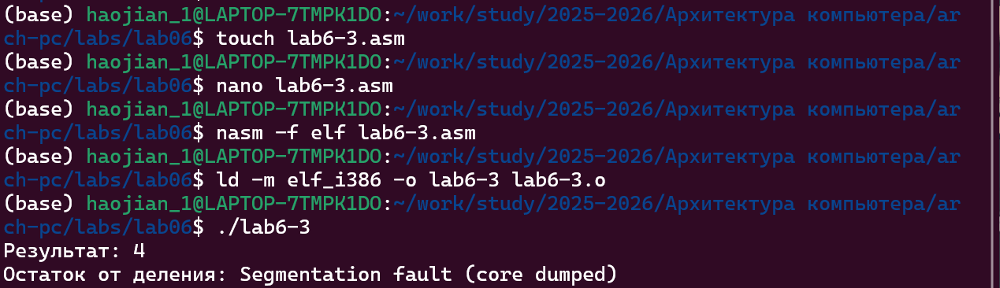 (base) haojian_1@LAPTOP-7TMPK1DO:~/work/study/2025-2026/Архитектура компьютера/ar
ch-pc/labs/lab06$ touch lab6-3.asm
(base) haojian_1@LAPTOP-7TMPK1DO:~/work/study/2025-2026/Архитектура компьютера/ar
ch-pc/labs/lab06$ nano lab6-3.asm
(base) haojian_1@LAPTOP-7TMPK1DO:~/work/study/2025-2026/Архитектура компьютера/ar
ch-pc/labs/lab06$ nasm -f elf lab6-3.asm
(base) haojian_1@LAPTOP-7TMPK1DO:~/work/study/2025-2026/Архитектура компьютера/ar
ch-pc/labs/lab06$ ld -m elf_i386 -o lab6-3 lab6-3.o
(base) haojian_1@LAPTOP-7TMPK1DO:~/work/study/2025-2026/Архитектура компьютера/ar
ch-pc/labs/lab06$ ./lab6-3
Результат: 4
Остаток от деления: Segmentation fault (core dumped)